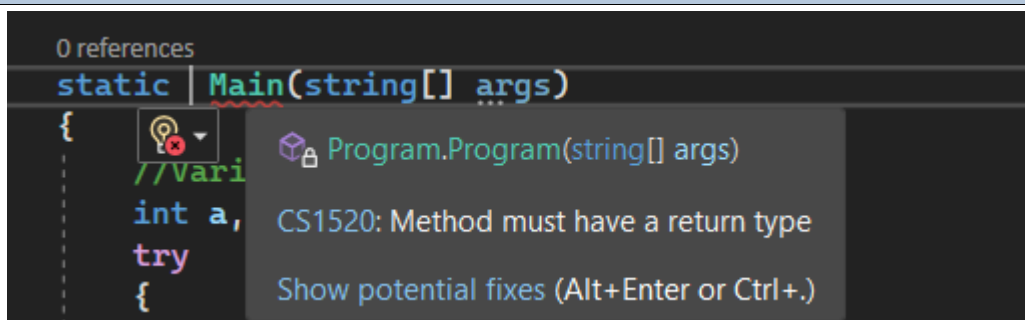 0 references
static Main(string[] args)
{
Program.Program(string[] args)
//Vari
int a,
CS1520: Method must have a return type
try
{
Show potential fixes (Alt+Enter or Ctrl+.)